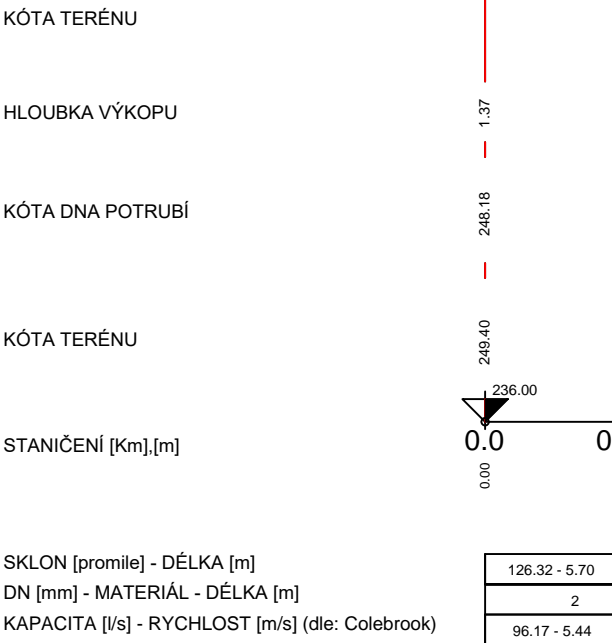 KÓTA TERÉNU
HLOUBKA VÝKOPU
1.37
KÓTA DNA POTRUBÍ
248.18
KÓTA TERÉNU
249.40
236.00
STANIČENÍ [Km],[m]
0.0 0
0.00
SKLON [promile] - DÉLKA [m]
126.32 - 5.70
DN [mm] - MATERIÁL - DÉLKA [m]
2
KAPACITA [l/s] - RYCHLOST [m/s] (dle: Colebrook)
96.17 - 5.44